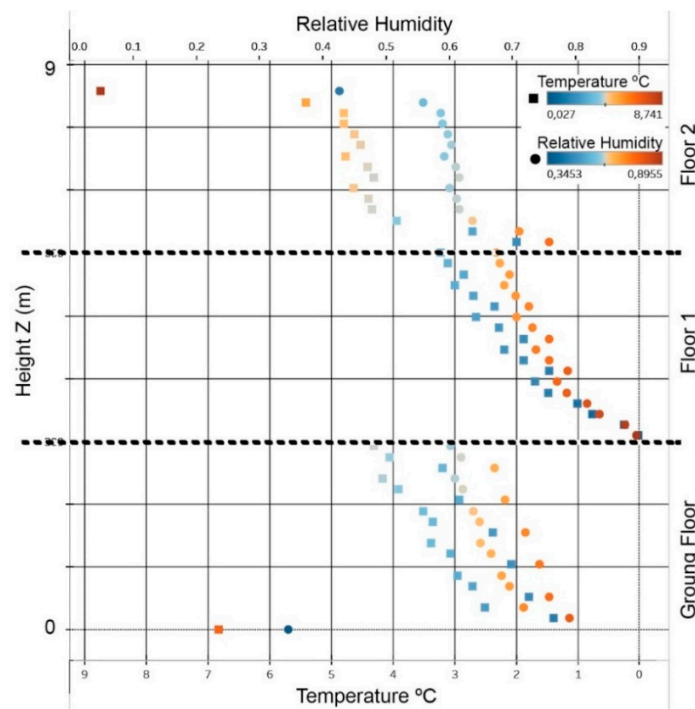 Relative Humidity
0.0 0.1 0.2 0.3 0.4 0.5 0.6 0.7 0.8 0.9
9
Temperature ºC
0,027 8,741
Relative Humidity
0,3453 0,8955
Floor 2
Floor 1
Height Z (m)
Ground Floor
0
9 8 7 6 5 4 3 2 1 0
Temperature ºC